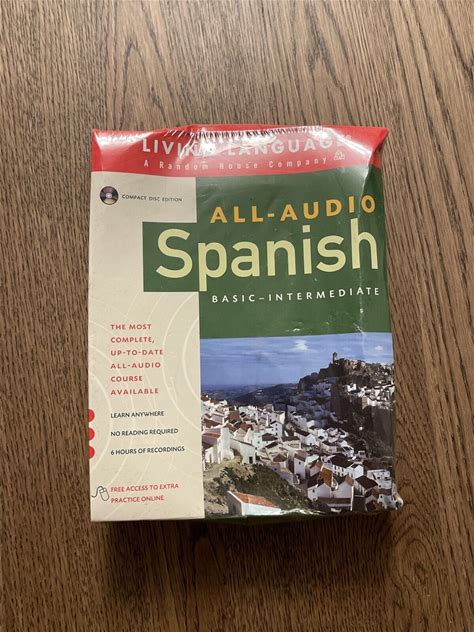 LIVING LANGUAGE
A Random House Company
COMPACT DISC EDITION
ALL-AUDIO
Spanish
BASIC–INTERMEDIATE
THE MOST
COMPLETE,
UP-TO-DATE
ALL-AUDIO
COURSE
AVAILABLE
LEARN ANYWHERE
NO READING REQUIRED
6 HOURS OF RECORDINGS
FREE ACCESS TO EXTRA
PRACTICE ONLINE